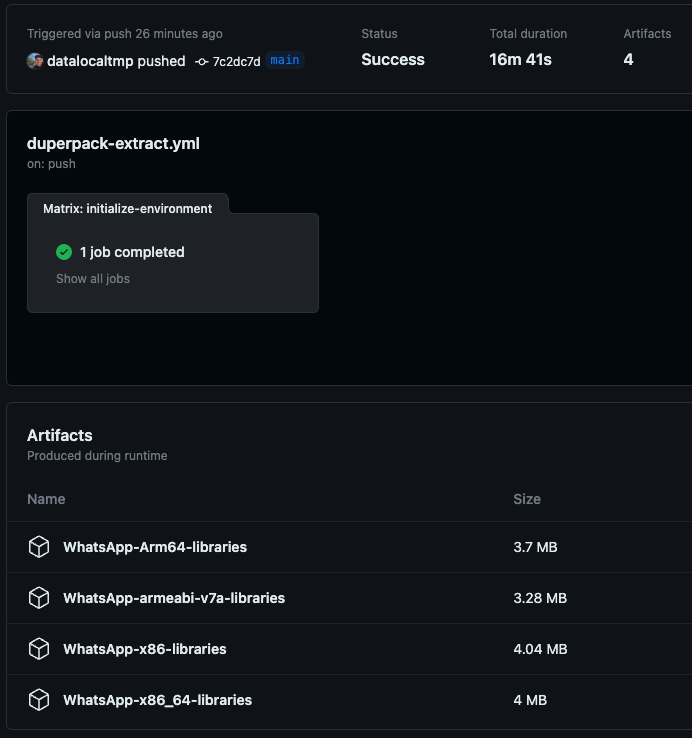 Triggered via push 26 minutes ago
Status
Total duration
Artifacts
datalocaltmp pushed 7c2dc7d main
Success
16m 41s
4
duperpack-extract.yml
on: push
Matrix: initialize-environment
1 job completed
Show all jobs
Artifacts
Produced during runtime
Name Size
WhatsApp-Arm64-libraries 3.7 MB
WhatsApp-armeabi-v7a-libraries 3.28 MB
WhatsApp-x86-libraries 4.04 MB
WhatsApp-x86_64-libraries 4 MB